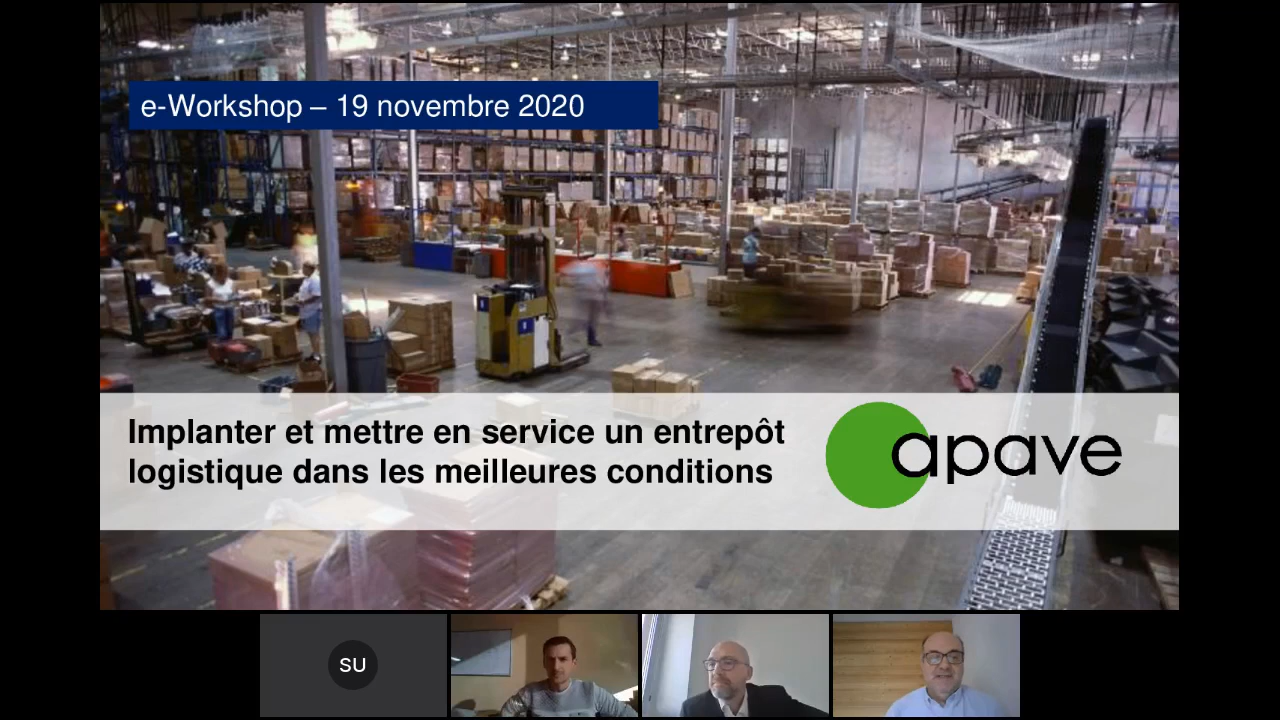 e-Workshop – 19 novembre 2020
Implanter et mettre en service un entrepôt
logistique dans les meilleures conditions
apave
SU